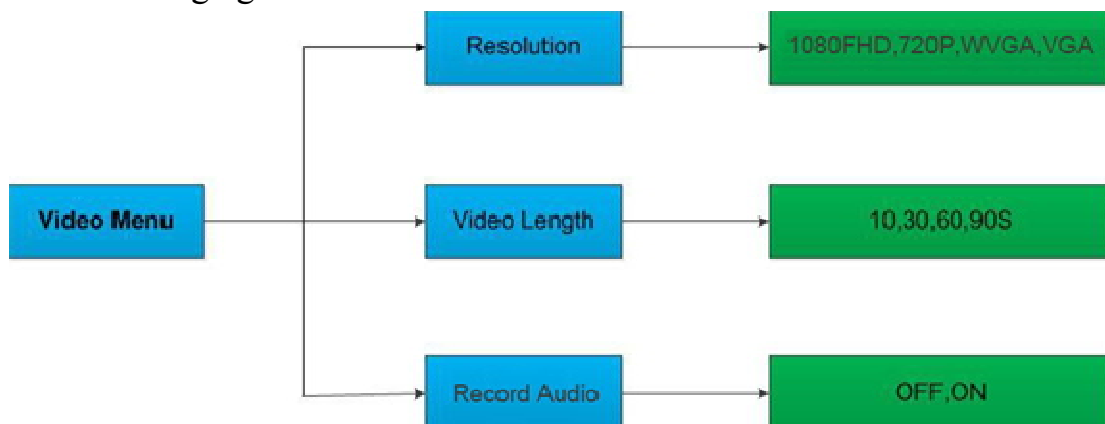 Resolution
1080FHD,720P,WVGA,VGA
Video Menu
Video Length
10,30,60,90S
Record Audio
OFF,ON